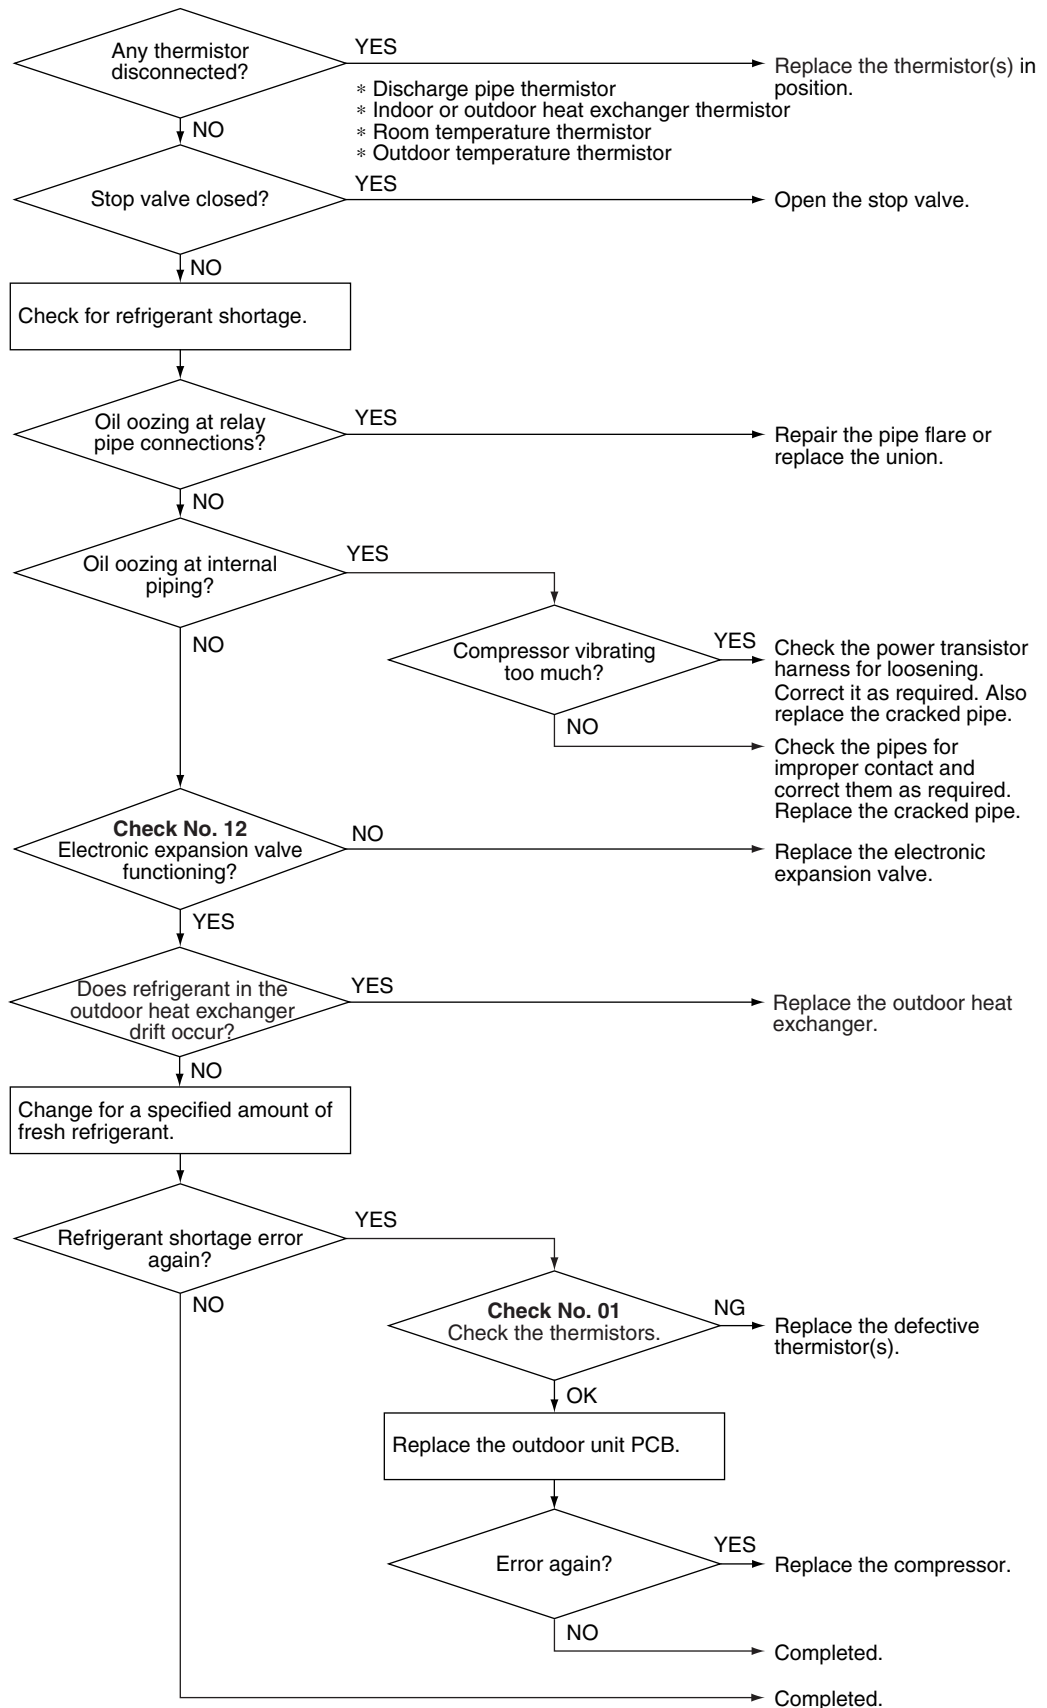 Any thermistor
disconnected?
YES
Replace the thermistor(s) in
position.
∗ Discharge pipe thermistor
∗ Indoor or outdoor heat exchanger thermistor
∗ Room temperature thermistor
∗ Outdoor temperature thermistor
NO
Stop valve closed?
YES
Open the stop valve.
NO
Check for refrigerant shortage.
Oil oozing at relay
pipe connections?
YES
Repair the pipe flare or
replace the union.
NO
Oil oozing at internal
piping?
YES
NO
Compressor vibrating
too much?
YES
Check the power transistor
harness for loosening.
Correct it as required. Also
replace the cracked pipe.
NO
Check the pipes for
improper contact and
correct them as required.
Replace the cracked pipe.
Check No. 12
Electronic expansion valve
functioning?
NO
Replace the electronic
expansion valve.
YES
Does refrigerant in the
outdoor heat exchanger
drift occur?
YES
Replace the outdoor heat
exchanger.
NO
Change for a specified amount of
fresh refrigerant.
Refrigerant shortage error
again?
YES
NO
Check No. 01
Check the thermistors.
NG
Replace the defective
thermistor(s).
OK
Replace the outdoor unit PCB.
Error again?
YES
Replace the compressor.
NO
Completed.
Completed.